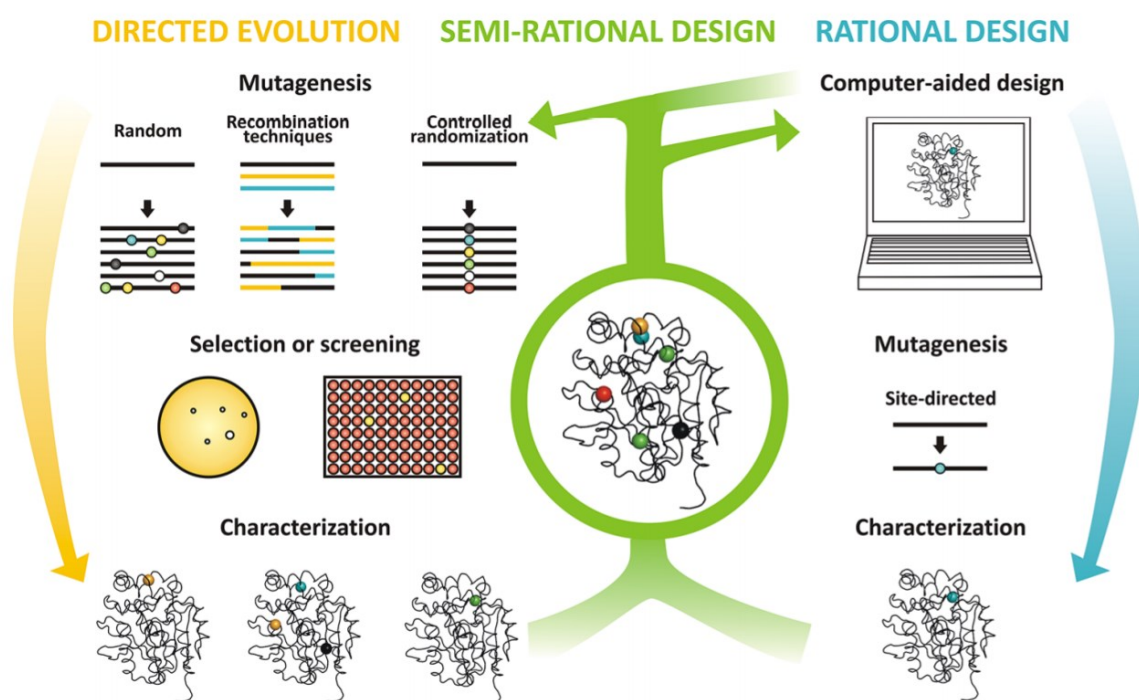 DIRECTED EVOLUTION
SEMI-RATIONAL DESIGN
RATIONAL DESIGN
Mutagenesis
Random
Recombination
techniques
Controlled
randomization
Selection or screening
Characterization
Computer-aided design
Mutagenesis
Site-directed
Characterization